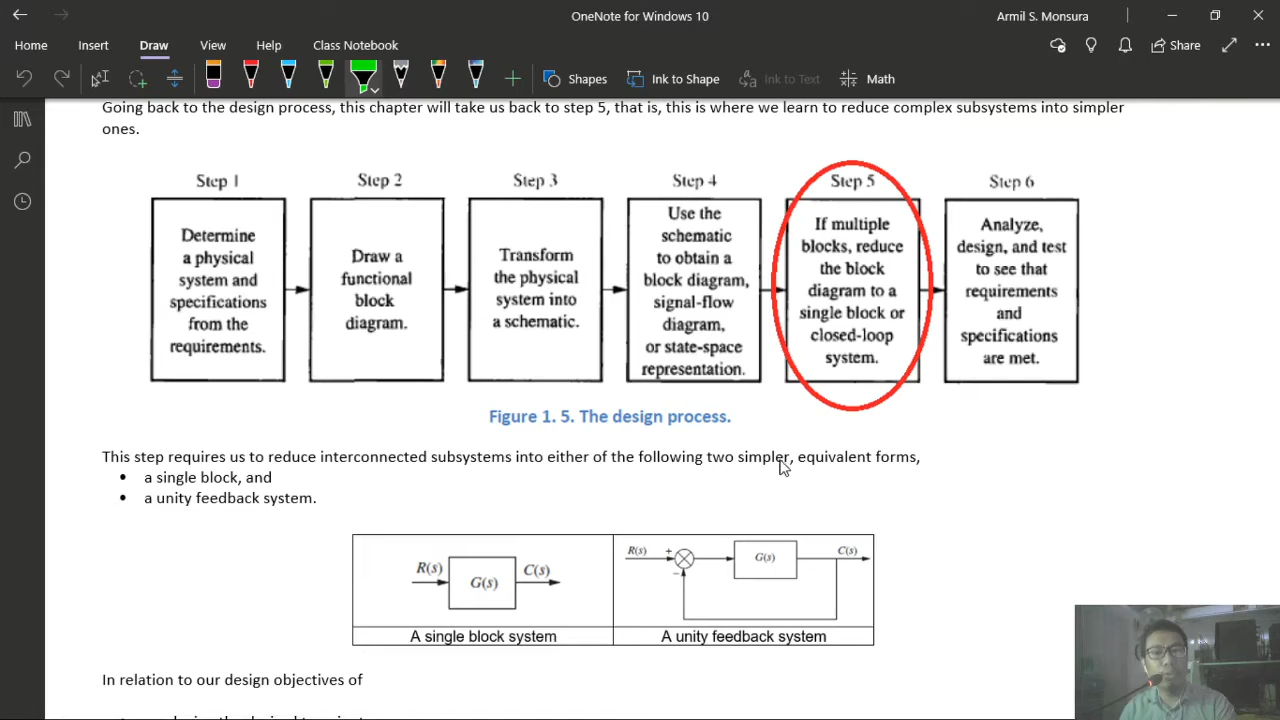 OneNote for Windows 10
Armil S. Monsura
Home
Insert
Draw
View
Help
Class Notebook
Share
Shapes
Ink to Shape
Ink to Text
Math
Going back to the design process, this chapter will take us back to step 5, that is, this is where we learn to reduce complex subsystems into simpler
ones.
Step 1
Determine
a physical
system and
specifications
from the
requirements.
Step 2
Draw a
functional
block
diagram.
Step 3
Transform
the physical
system into
a schematic.
Step 4
Use the
schematic
to obtain a
block diagram,
signal-flow
diagram,
or state-space
representation.
Step 5
If multiple
blocks, reduce
the block
diagram to a
single block or
closed-loop
system.
Step 6
Analyze,
design, and test
to see that
requirements
and
specifications
are met.
Figure 1. 5. The design process.
This step requires us to reduce interconnected subsystems into either of the following two simpler, equivalent forms,
• a single block, and
• a unity feedback system.
R(s)
G(s)
C(s)
A single block system
R(s)
+
−
G(s)
C(s)
A unity feedback system
In relation to our design objectives of